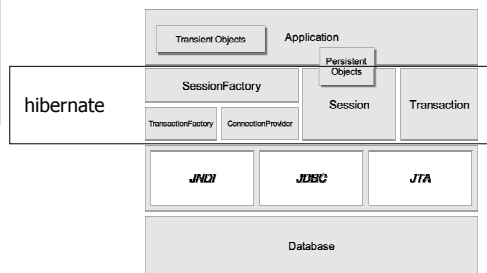 Transient Objects
Application
Persistent
Objects
hibernate
SessionFactory
Session
Transaction
TransactionFactory
ConnectionProvider
JNDI
JDBC
JTA
Database